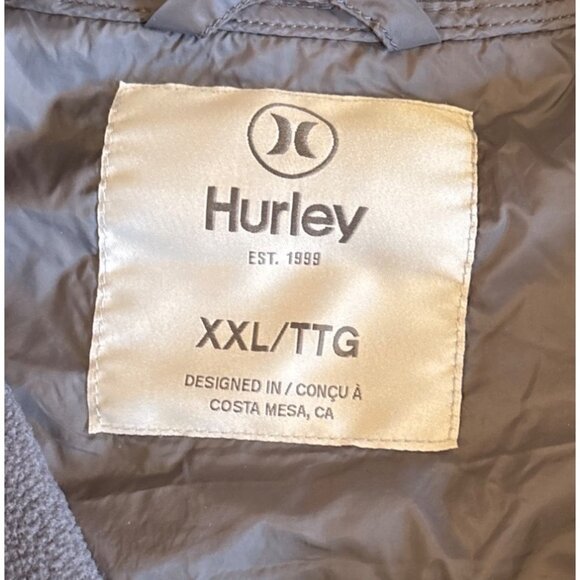 Hurley
EST. 1999
XXL/TTG
DESIGNED IN / CONÇU À
COSTA MESA, CA